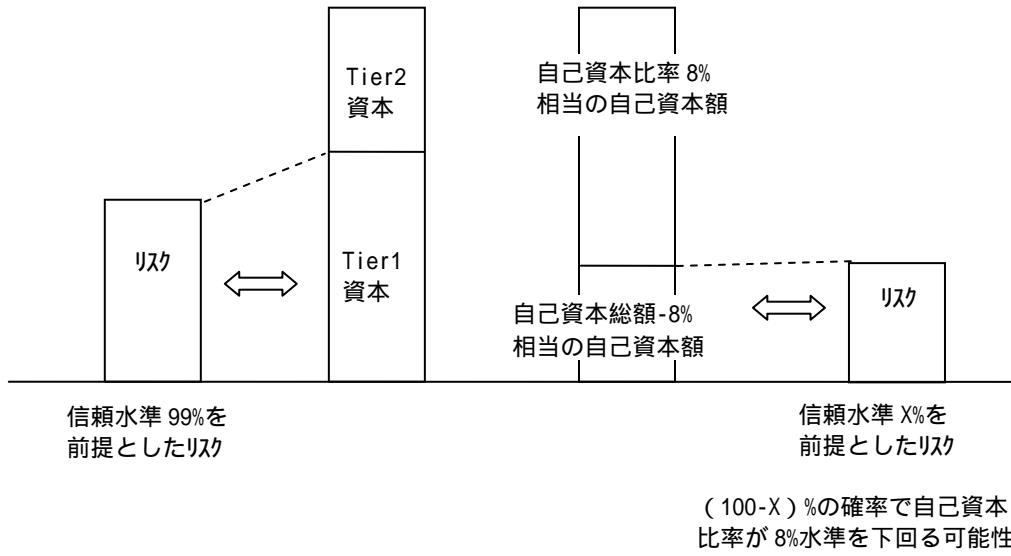 Tier2
資本
自己資本比率 8%
相当の自己資本額
ﾘｽｸ
Tier1
資本
自己資本総額-8%
相当の自己資本額
ﾘｽｸ
信頼水準 99%を
前提としたﾘｽｸ
信頼水準 X%を
前提としたﾘｽｸ
(100-X)%の確率で自己資本
比率が 8%水準を下回る可能性